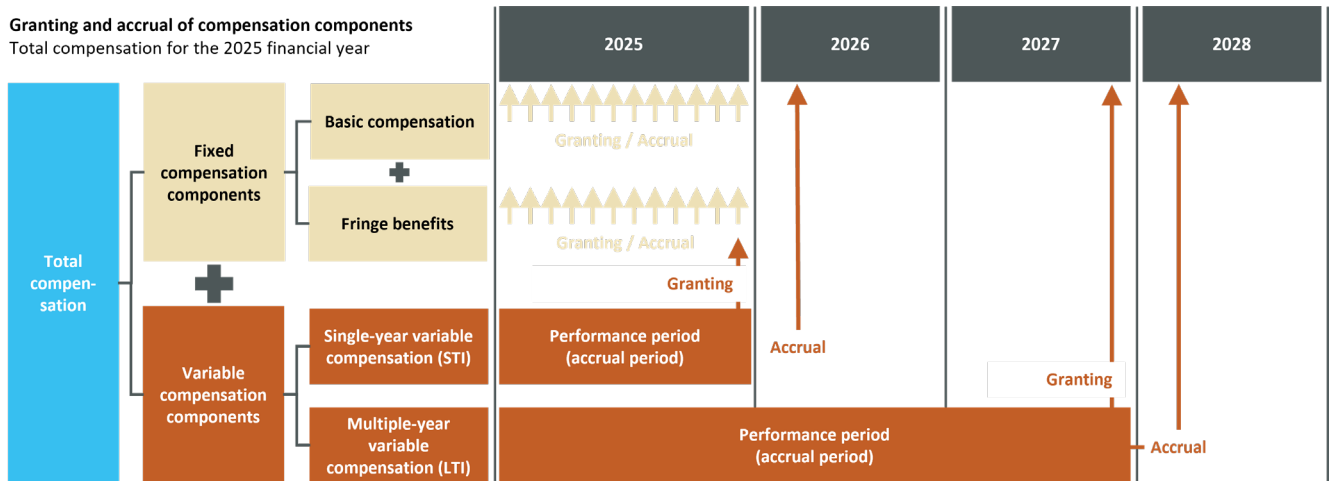 Granting and accrual of compensation components
Total compensation for the 2025 financial year
2025
2026
2027
2028
Total
compen-
sation
Fixed
compensation
components
Basic compensation
Fringe benefits
Granting / Accrual
Granting / Accrual
Variable
compensation
components
Single-year variable
compensation (STI)
Multiple-year
variable
compensation (LTI)
Granting
Performance period
(accrual period)
Accrual
Granting
Performance period
(accrual period)
Accrual